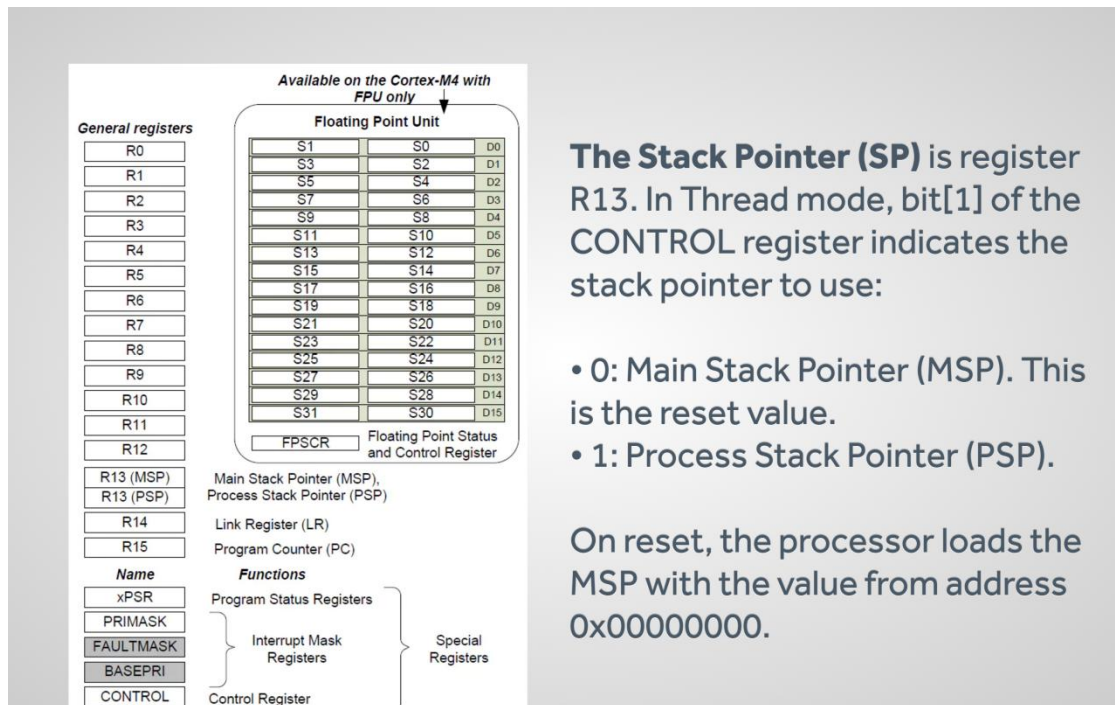 Available on the Cortex-M4 with
FPU only
General registers
R0
R1
R2
R3
R4
R5
R6
R7
R8
R9
R10
R11
R12
R13 (MSP)
R13 (PSP)
R14
R15
Floating Point Unit
S1 S0 D0
S3 S2 D1
S5 S4 D2
S7 S6 D3
S9 S8 D4
S11 S10 D5
S13 S12 D6
S15 S14 D7
S17 S16 D8
S19 S18 D9
S21 S20 D10
S23 S22 D11
S25 S24 D12
S27 S26 D13
S29 S28 D14
S31 S30 D15
FPSCR
Floating Point Status
and Control Register
Main Stack Pointer (MSP),
Process Stack Pointer (PSP)
Link Register (LR)
Program Counter (PC)
Name Functions
xPSR Program Status Registers
PRIMASK
FAULTMASK
BASEPRI
Interrupt Mask
Registers
Special
Registers
CONTROL Control Register
The Stack Pointer (SP) is register
R13. In Thread mode, bit[1] of the
CONTROL register indicates the
stack pointer to use:
• 0: Main Stack Pointer (MSP). This
is the reset value.
• 1: Process Stack Pointer (PSP).
On reset, the processor loads the
MSP with the value from address
0x00000000.